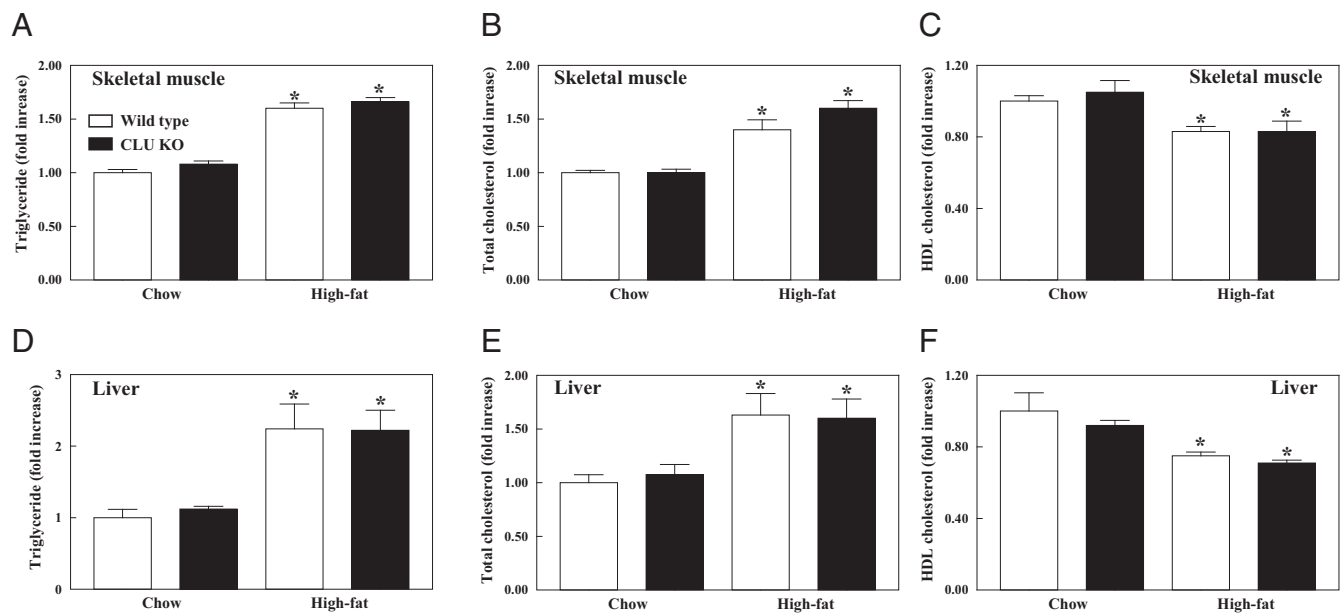 A
Triglyceride (fold inrease)
2.00
1.50
1.00
0.50
0.00
Skeletal muscle
Wild type
CLU KO
*
*
Chow
High-fat
B
Total cholesterol (fold inrease)
2.00
1.50
1.00
0.50
0.00
Skeletal muscle
*
*
Chow
High-fat
C
HDL cholesterol (fold inrease)
1.20
0.80
0.40
0.00
Skeletal muscle
*
*
Chow
High-fat
D
Triglyceride (fold increase)
3
2
1
0
Liver
*
*
Chow
High-fat
E
Total cholesterol (fold inrease)
2.00
1.50
1.00
0.50
0.00
Liver
*
*
Chow
High-fat
F
HDL cholesterol (fold inrease)
1.20
0.80
0.40
0.00
Liver
*
*
Chow
High-fat